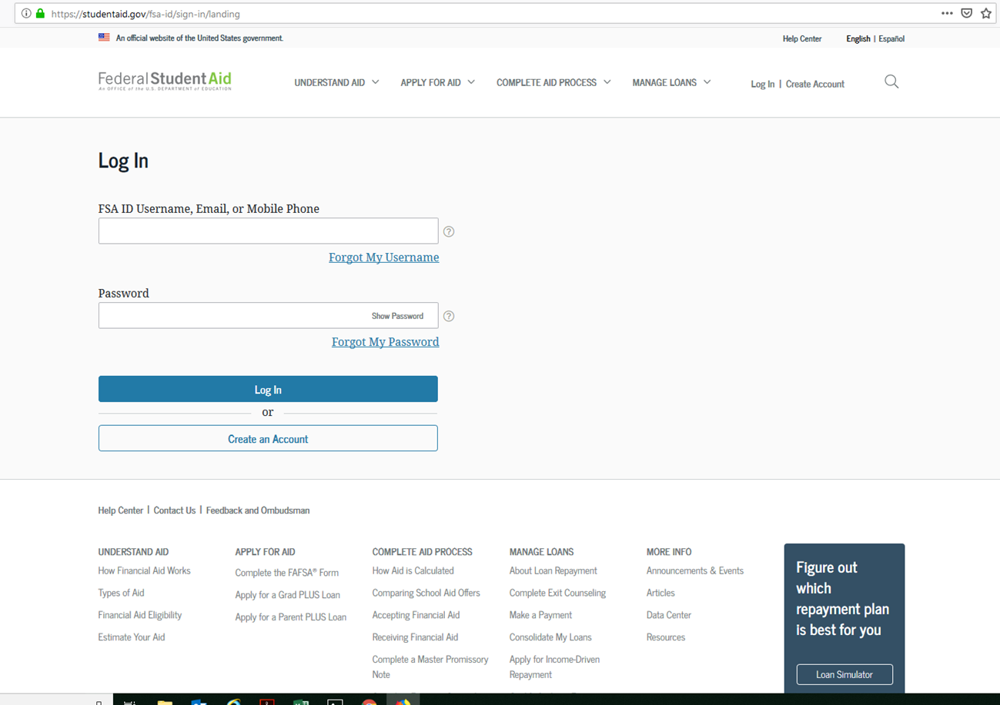 https://studentaid.gov/fsa-id/sign-in/landing
An official website of the United States government.
Help Center
English | Español
Federal Student Aid
An OFFICE of the U.S. DEPARTMENT of EDUCATION
UNDERSTAND AID
APPLY FOR AID
COMPLETE AID PROCESS
MANAGE LOANS
Log In | Create Account
Log In
FSA ID Username, Email, or Mobile Phone
Forgot My Username
Password
Show Password
Forgot My Password
Log In
or
Create an Account
Help Center | Contact Us | Feedback and Ombudsman
UNDERSTAND AID
How Financial Aid Works
Types of Aid
Financial Aid Eligibility
Estimate Your Aid
APPLY FOR AID
Complete the FAFSA® Form
Apply for a Grad PLUS Loan
Apply for a Parent PLUS Loan
COMPLETE AID PROCESS
How Aid is Calculated
Comparing School Aid Offers
Accepting Financial Aid
Receiving Financial Aid
Complete a Master Promissory
Note
MANAGE LOANS
About Loan Repayment
Complete Exit Counseling
Make a Payment
Consolidate My Loans
Apply for Income-Driven
Repayment
MORE INFO
Announcements & Events
Articles
Data Center
Resources
Figure out
which
repayment plan
is best for you
Loan Simulator